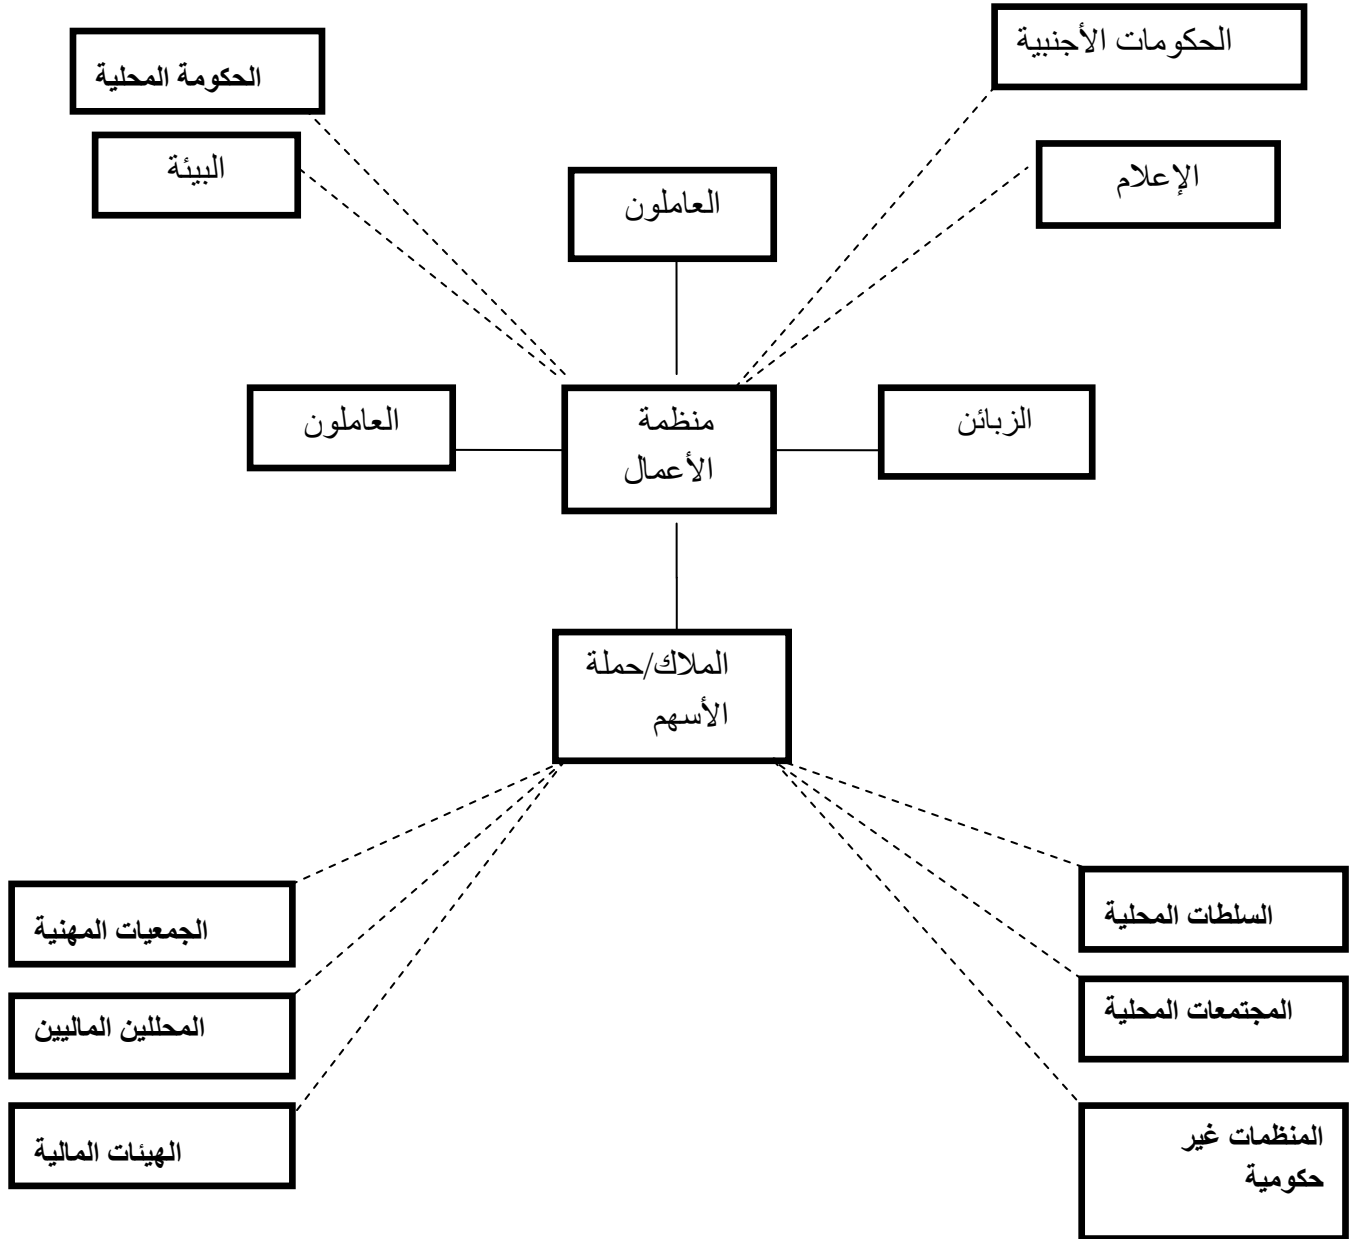 الحكومات الأجنبية
الحكومة المحلية
الإعلام
البيئة
العاملون
الزبائن
منظمة
الأعمال
العاملون
الملاك/حملة
الأسهم
السلطات المحلية
الجمعيات المهنية
المجتمعات المحلية
المحللين الماليين
المنظمات غير
حكومية
الهيئات المالية